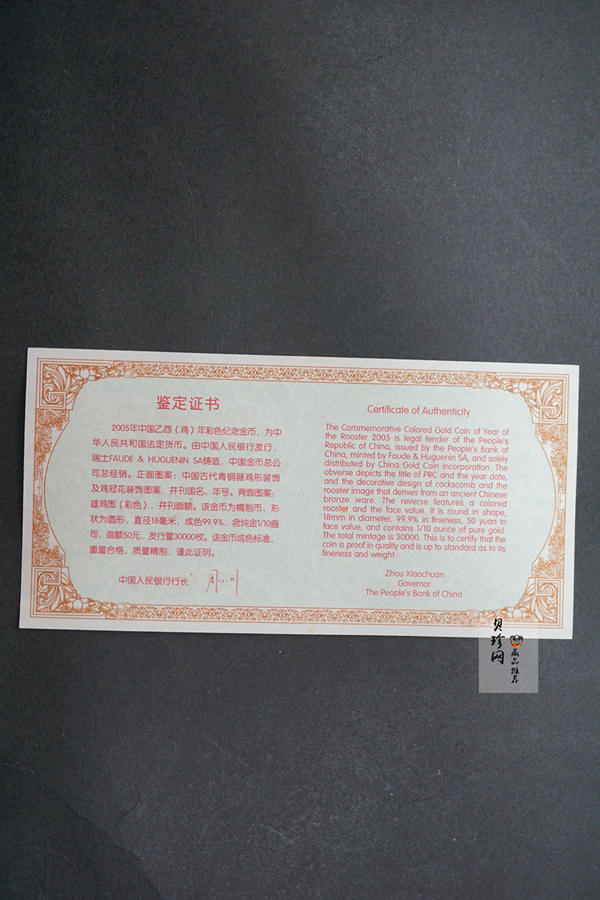 鉴定证书
2005年中国乙酉（鸡）年彩色纪念金币，为中
华人民共和国法定货币。由中国人民银行发行，
瑞士FAUDE & HUGUENIN SA铸造，中国金币总公
司总经销。正面图案：中国古代青铜器鸡形装饰
及鸡冠花装饰图案，并刊国名、年号。背面图案：
雄鸡图（彩色），并刊面额。该金币为精制币，形
状为圆形，直径18毫米，成色99.9%，含纯金1/10盎
司，面额50元，发行量30000枚。该金币成色标准，
重量合格，质量精制，谨此证明。
中国人民银行行长
Certificate of Authenticity
The Commemorative Colored Gold Coin of Year of
the Rooster 2005 is legal tender of the People's
Republic of China, issued by the People's Bank of
China, minted by Faude & Huguenin SA, and solely
distributed by China Gold Coin Incorporation. The
obverse depicts the title of PRC and the year date,
and the decorative design of cockscomb and the
rooster image that derives from an ancient Chinese
bronze ware. The reverse features a colored
rooster and the face value. It is round in shape,
18mm in diameter, 99.9% in fineness, 50 yuan in
face value, and contains 1/10 ounce of pure gold.
The total mintage is 30000. This is to certify that the
coin is proof in quality and is up to standard as to its
fineness and weight.
Zhou Xiaochuan
Governor
The People's Bank of China
贝珍网
藏品推荐